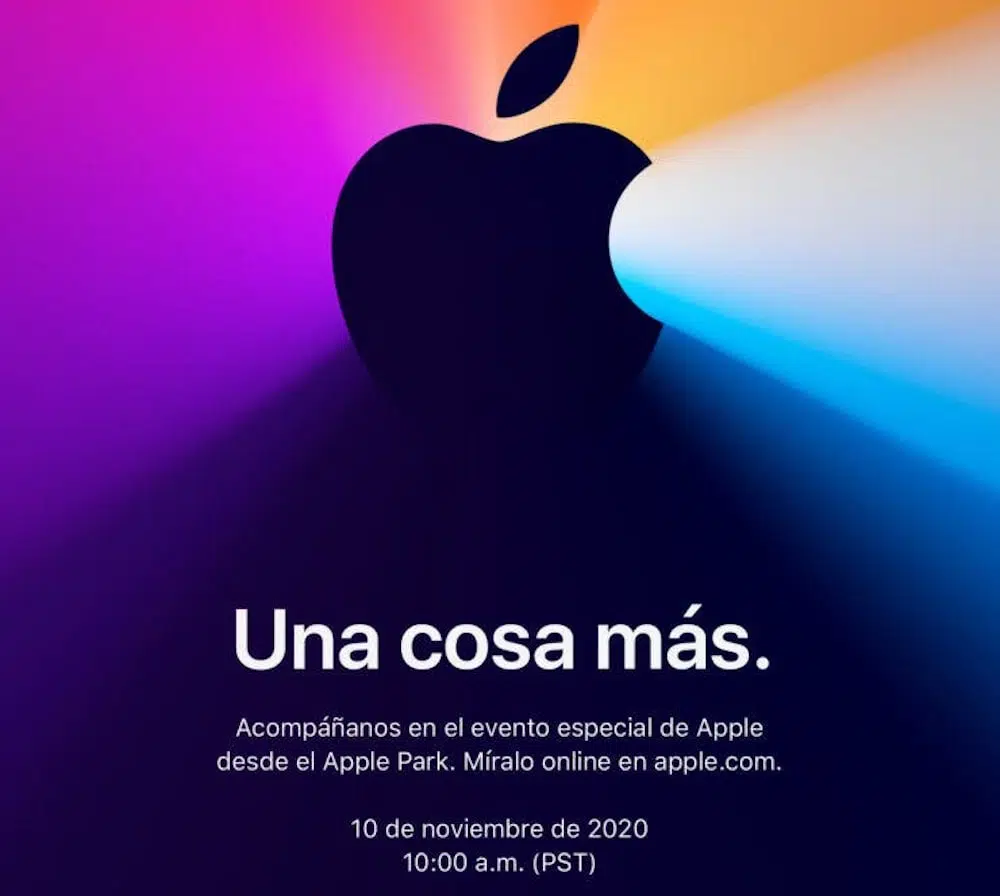 Una cosa más.
Acompáñanos en el evento especial de Apple
desde el Apple Park. Míralo online en apple.com.
10 de noviembre de 2020
10:00 a.m. (PST)